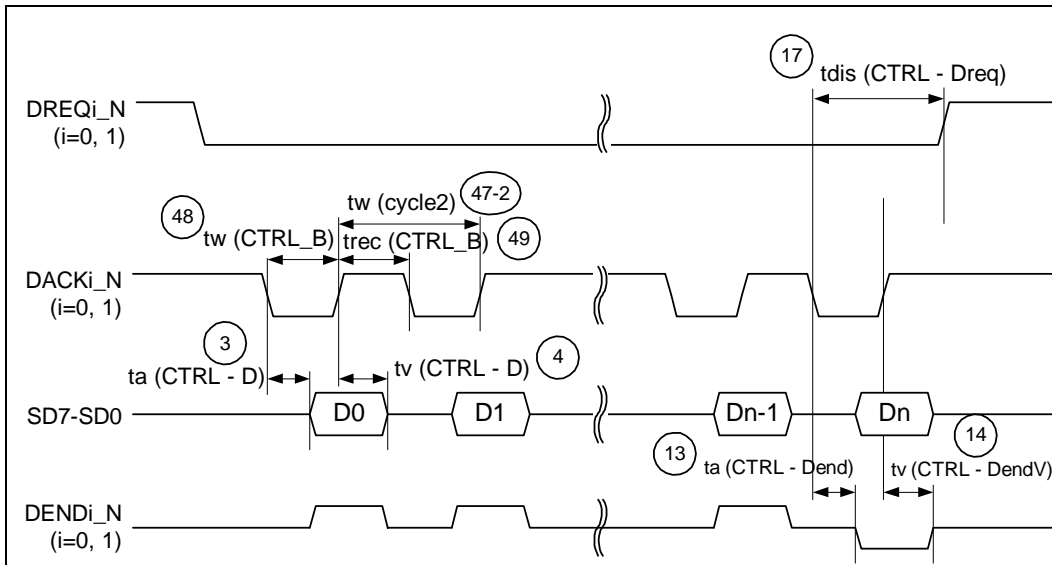 17
tdis (CTRL - Dreq)
DREQi_N
(i=0, 1)
47-2
tw (cycle2)
48
tw (CTRL_B)
trec (CTRL_B)
49
DACKi_N
(i=0, 1)
3
4
ta (CTRL - D)
tv (CTRL - D)
SD7-SD0
D0
D1
Dn-1
Dn
13
14
ta (CTRL - Dend)
tv (CTRL - DendV)
DENDi_N
(i=0, 1)